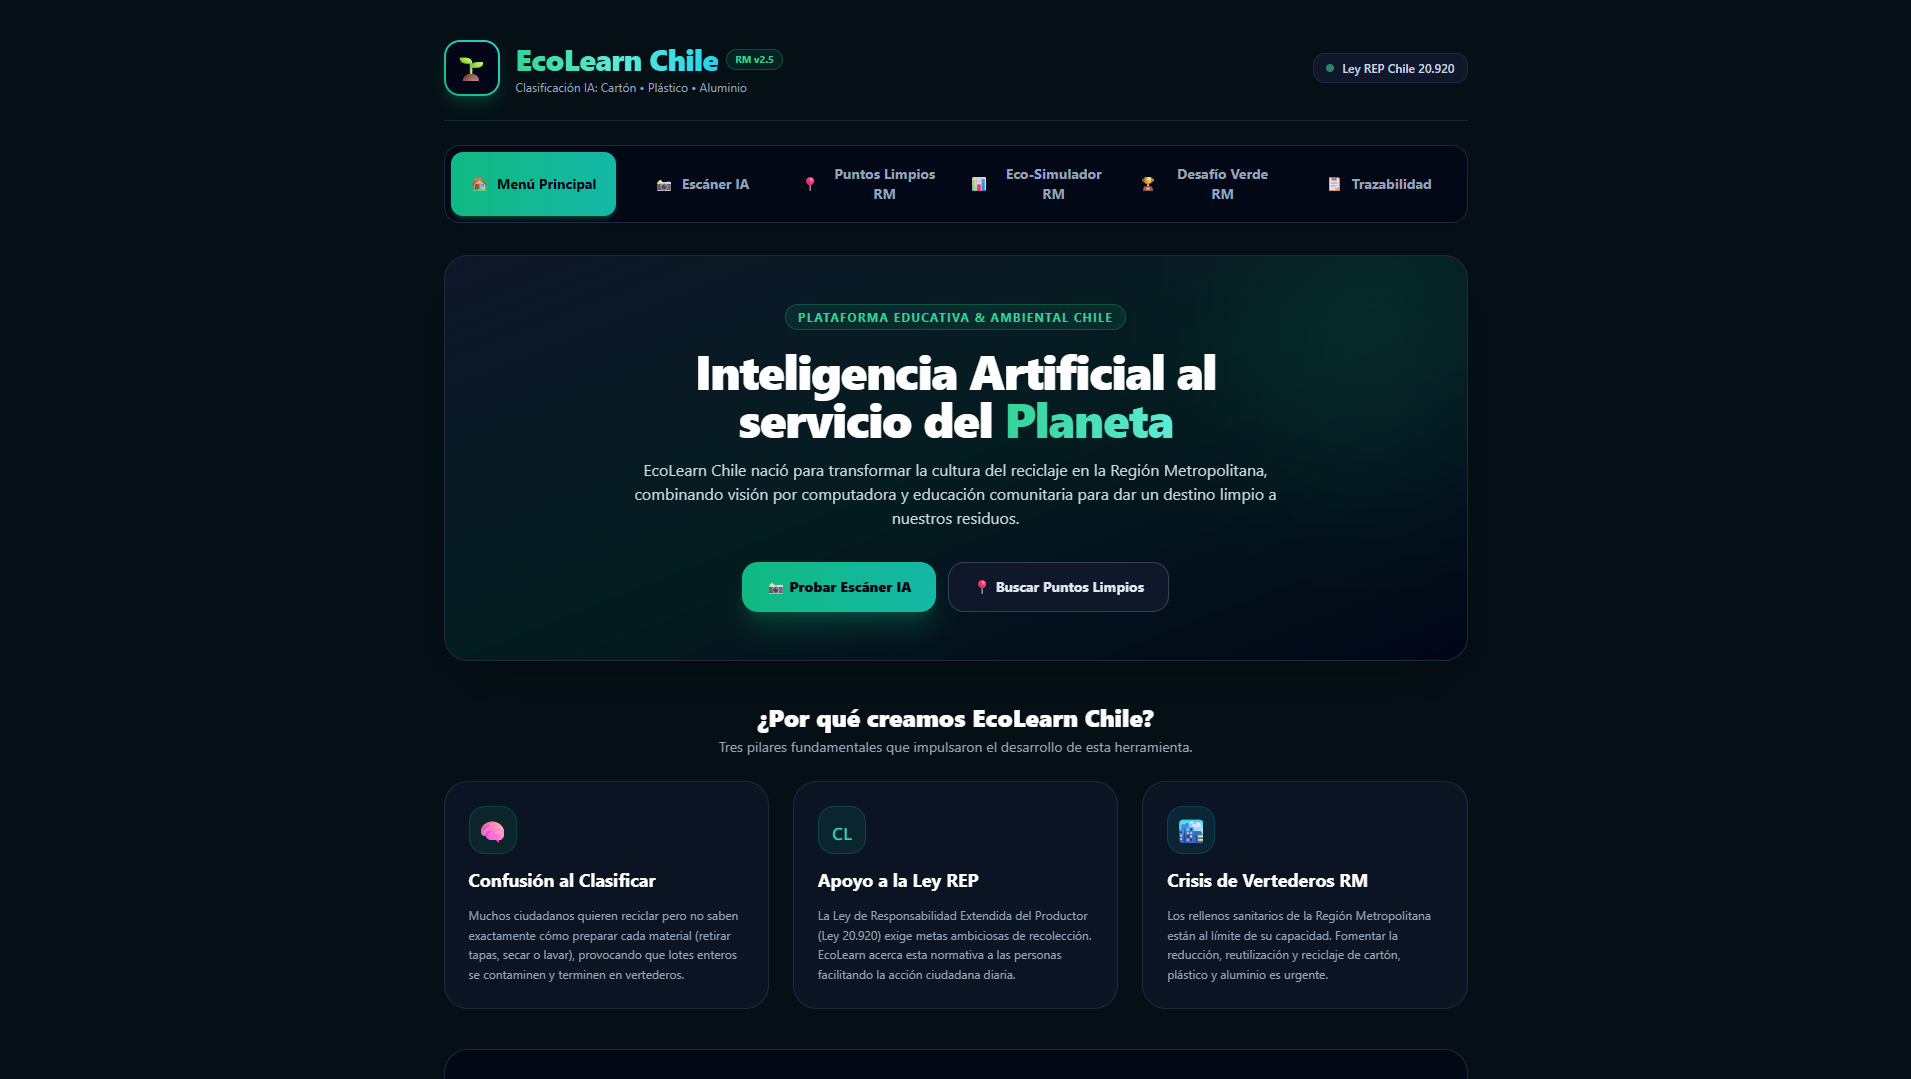 EcoLearn Chile
RM v2.5
Clasificación IA: Cartón • Plástico • Aluminio
Ley REP Chile 20.920
Menú Principal
Escáner IA
Puntos Limpios
RM
Eco-Simulador
RM
Desafío Verde
RM
Trazabilidad
PLATAFORMA EDUCATIVA & AMBIENTAL CHILE
Inteligencia Artificial al
servicio del Planeta
EcoLearn Chile nació para transformar la cultura del reciclaje en la Región Metropolitana,
combinando visión por computadora y educación comunitaria para dar un destino limpio a
nuestros residuos.
Probar Escáner IA
Buscar Puntos Limpios
¿Por qué creamos EcoLearn Chile?
Tres pilares fundamentales que impulsaron el desarrollo de esta herramienta.
Confusión al Clasificar
Muchos ciudadanos quieren reciclar pero no saben
exactamente cómo preparar cada material (retirar
tapas, secar o lavar), provocando que lotes enteros
se contaminen y terminen en vertederos.
CL
Apoyo a la Ley REP
La Ley de Responsabilidad Extendida del Productor
(Ley 20.920) exige metas ambiciosas de recolección.
EcoLearn acerca esta normativa a las personas
facilitando la acción ciudadana diaria.
Crisis de Vertederos RM
Los rellenos sanitarios de la Región Metropolitana
están al límite de su capacidad. Fomentar la
reducción, reutilización y reciclaje de cartón,
plástico y aluminio es urgente.